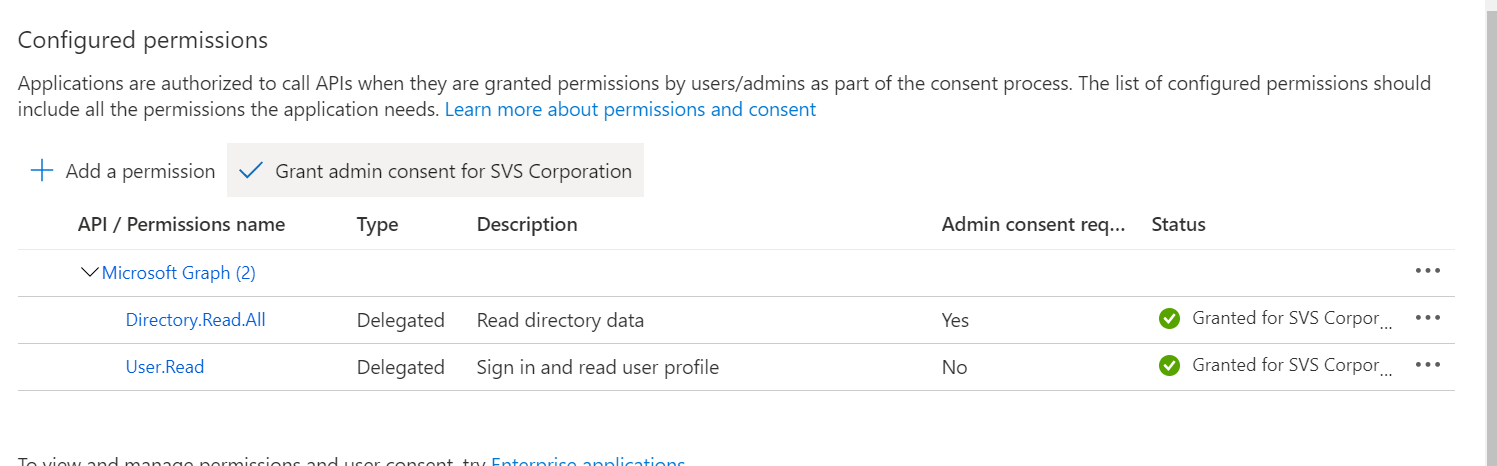 Configured permissions
Applications are authorized to call APIs when they are granted permissions by users/admins as part of the consent process. The list of configured permissions should
include all the permissions the application needs. Learn more about permissions and consent
Add a permission Grant admin consent for SVS Corporation
API / Permissions name Type Description Admin consent req... Status
Microsoft Graph (2)
Directory.Read.All Delegated Read directory data Yes Granted for SVS Corpor...
User.Read Delegated Sign in and read user profile No Granted for SVS Corpor...
To view and manage permissions and user consent, try Enterprise applications